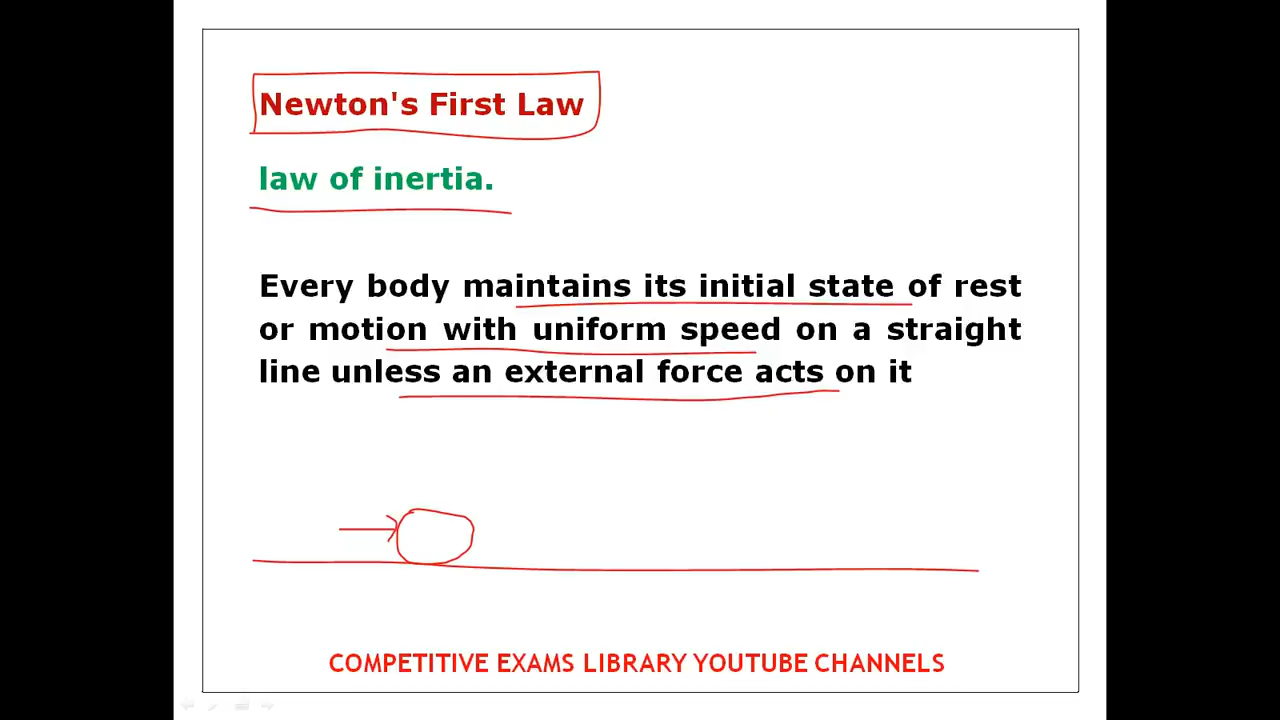 Newton's First Law
law of inertia.
Every body maintains its initial state of rest
or motion with uniform speed on a straight
line unless an external force acts on it
COMPETITIVE EXAMS LIBRARY YOUTUBE CHANNELS